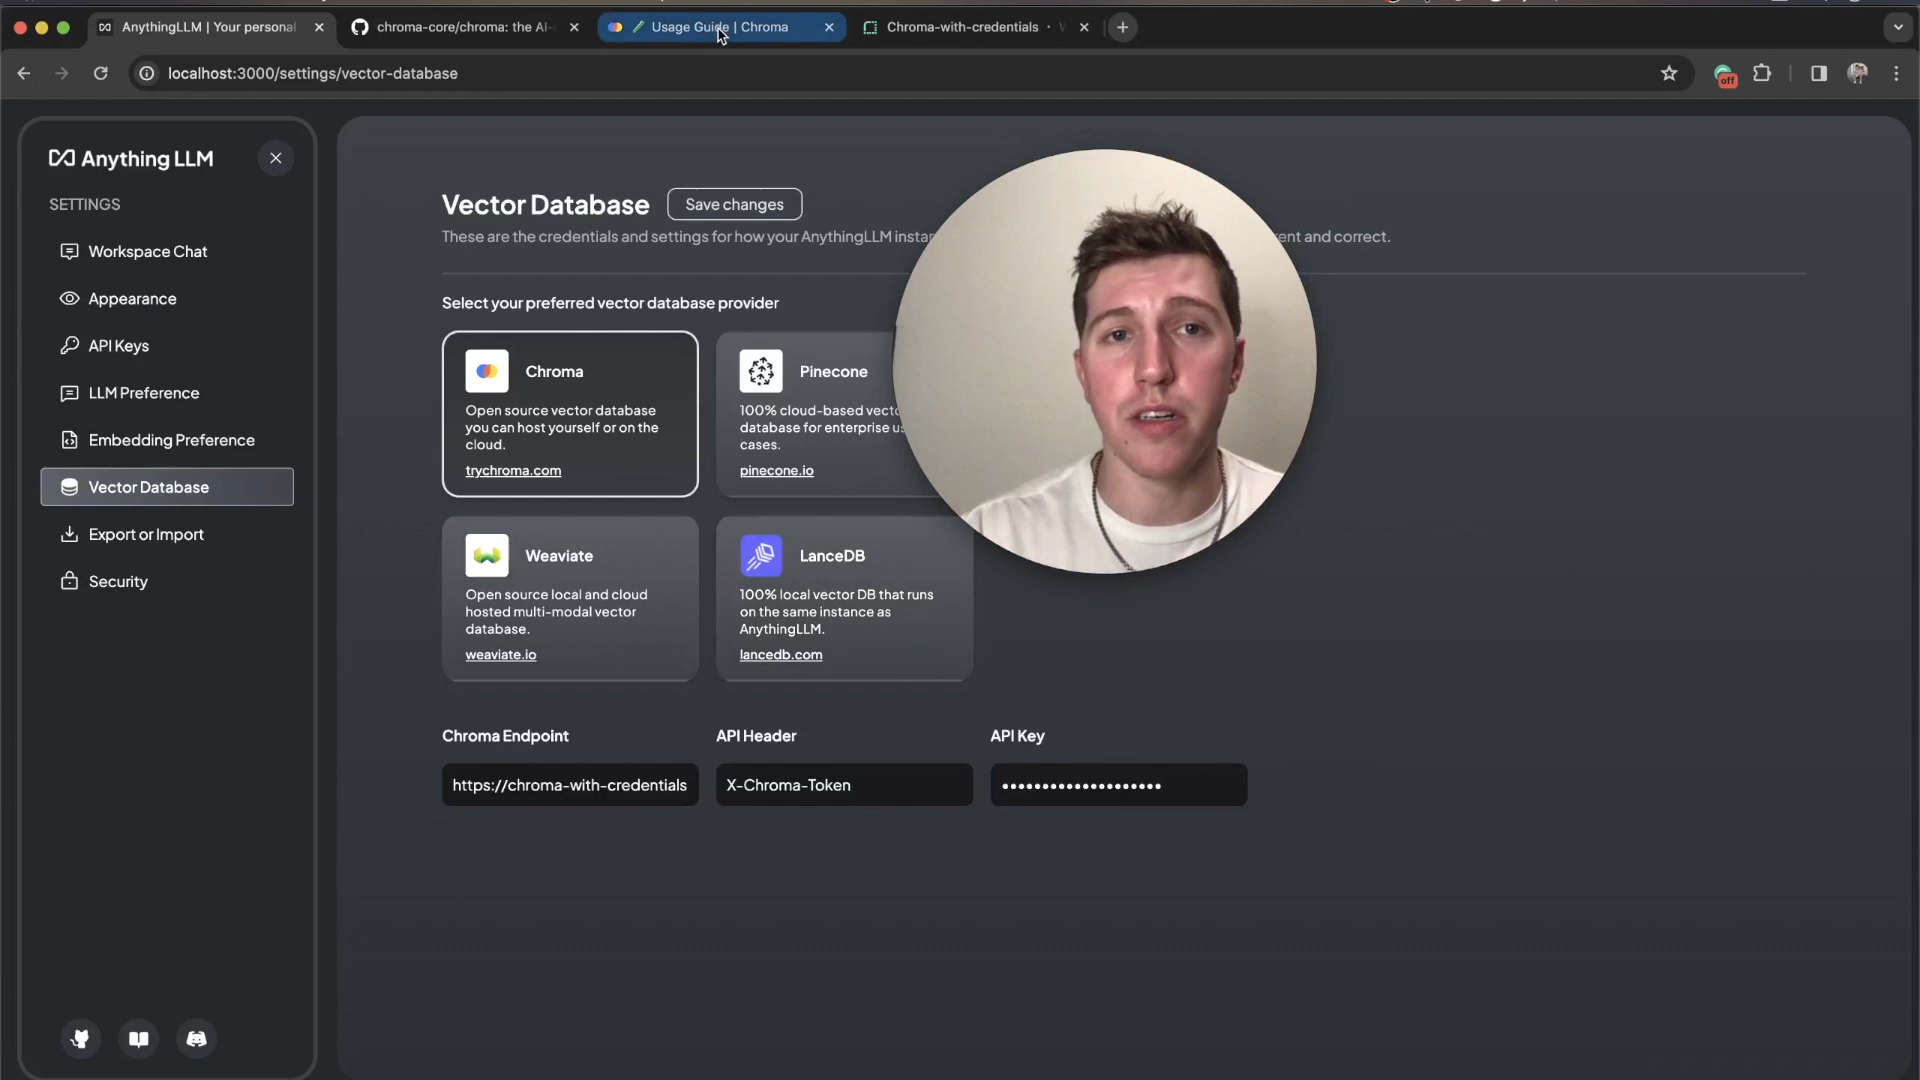 AnythingLLM | Your personal
chroma-core/chroma: the AI-
Usage Guide | Chroma
Chroma-with-credentials ·
localhost:3000/settings/vector-database
off
Anything LLM
SETTINGS
Workspace Chat
Appearance
API Keys
LLM Preference
Embedding Preference
Vector Database
Export or Import
Security
Vector Database
Save changes
These are the credentials and settings for how your AnythingLLM instan
ent and correct.
Select your preferred vector database provider
Chroma
Open source vector database
you can host yourself or on the
cloud.
trychroma.com
Pinecone
100% cloud-based vecto
database for enterprise us
cases.
pinecone.io
Weaviate
Open source local and cloud
hosted multi-modal vector
database.
weaviate.io
LanceDB
100% local vector DB that runs
on the same instance as
AnythingLLM.
lancedb.com
Chroma Endpoint
API Header
API Key
https://chroma-with-credentials
X-Chroma-Token
••••••••••••••••••••